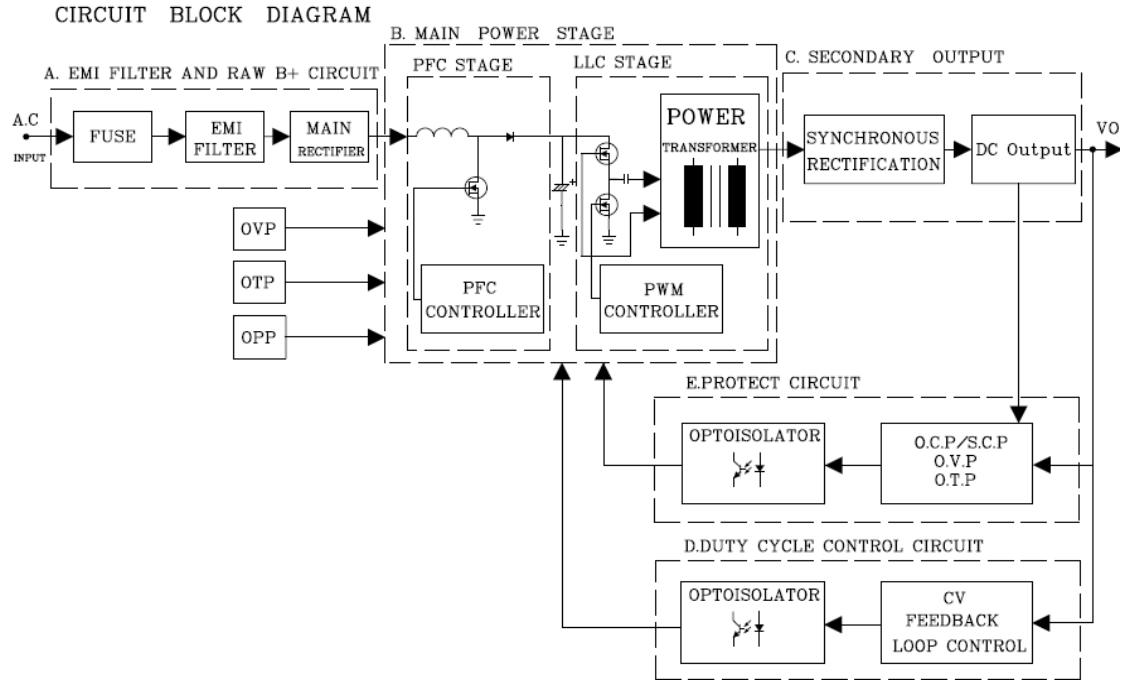 CIRCUIT BLOCK DIAGRAM
B. MAIN POWER STAGE
A. EMI FILTER AND RAW B+ CIRCUIT
PFC STAGE
LLC STAGE
C. SECONDARY OUTPUT
A.C
INPUT
FUSE
EMI
FILTER
MAIN
RECTIFIER
+
POWER
TRANSFORMER
SYNCHRONOUS
RECTIFICATION
DC Output
VO
OVP
OTP
OPP
PFC
CONTROLLER
PWM
CONTROLLER
E.PROTECT CIRCUIT
OPTOISOLATOR
O.C.P/S.C.P
O.V.P
O.T.P
D.DUTY CYCLE CONTROL CIRCUIT
OPTOISOLATOR
CV
FEEDBACK
LOOP CONTROL